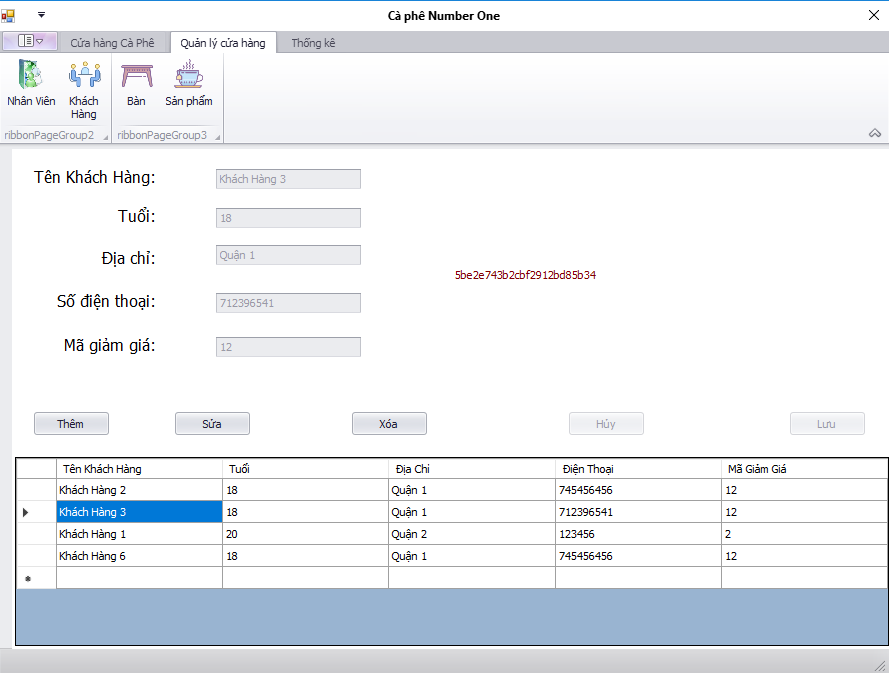 Cà phê Number One
Cửa hàng Cà Phê Quản lý cửa hàng Thống kê
Nhân Viên Khách Hàng Bàn Sản phẩm
ribbonPageGroup2 ribbonPageGroup3
Tên Khách Hàng: Khách Hàng 3
Tuổi: 18
Địa chỉ: Quận 1
5be2e743b2cbf2912bd85b34
Số điện thoại: 712396541
Mã giảm giá: 12
Thêm Sửa Xóa Hủy Lưu
Tên Khách Hàng Tuổi Địa Chỉ Điện Thoại Mã Giảm Giá
Khách Hàng 2 18 Quận 1 745456456 12
Khách Hàng 3 18 Quận 1 712396541 12
Khách Hàng 1 20 Quận 2 123456 2
Khách Hàng 6 18 Quận 1 745456456 12